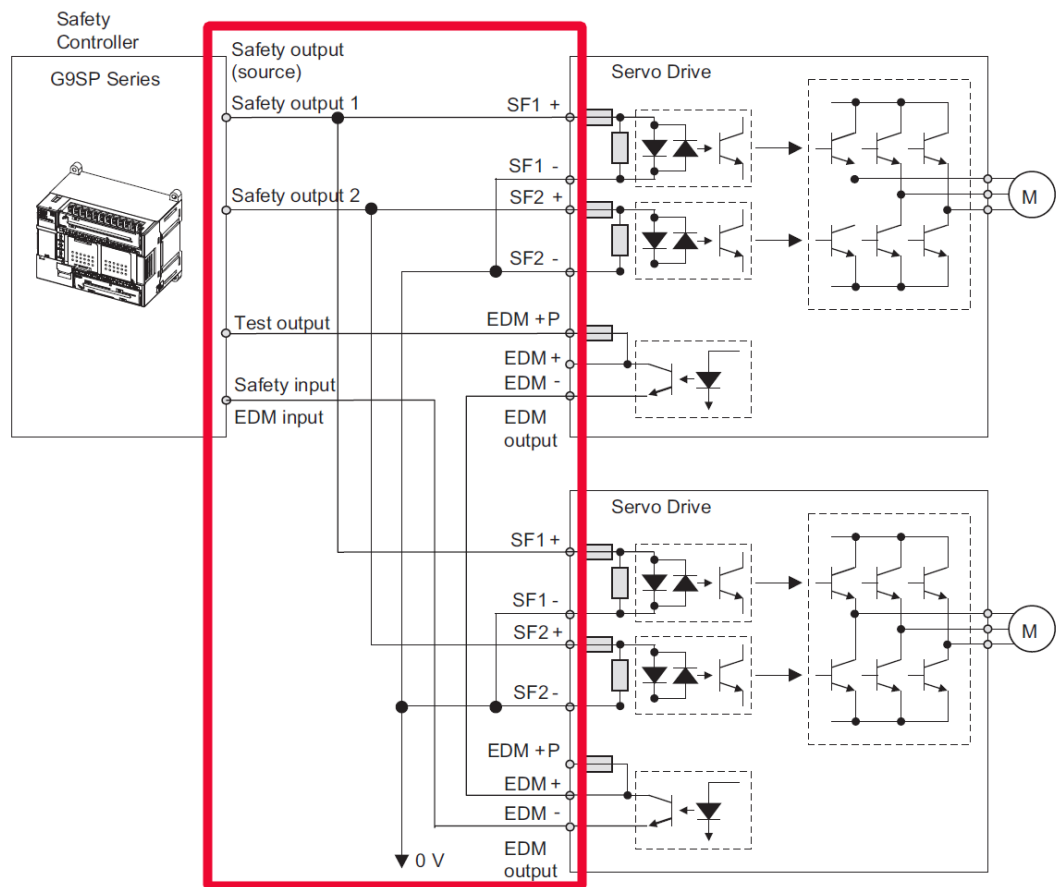 Safety
Controller
G9SP Series
Safety output
(source)
Safety output 1
Safety output 2
Test output
Safety input
EDM input
SF1 +
SF1 -
SF2 +
SF2 -
EDM +P
EDM +
EDM -
EDM
output
Servo Drive
M
Servo Drive
SF1 +
SF1 -
SF2 +
SF2 -
EDM +P
EDM +
EDM -
EDM
output
0 V
M